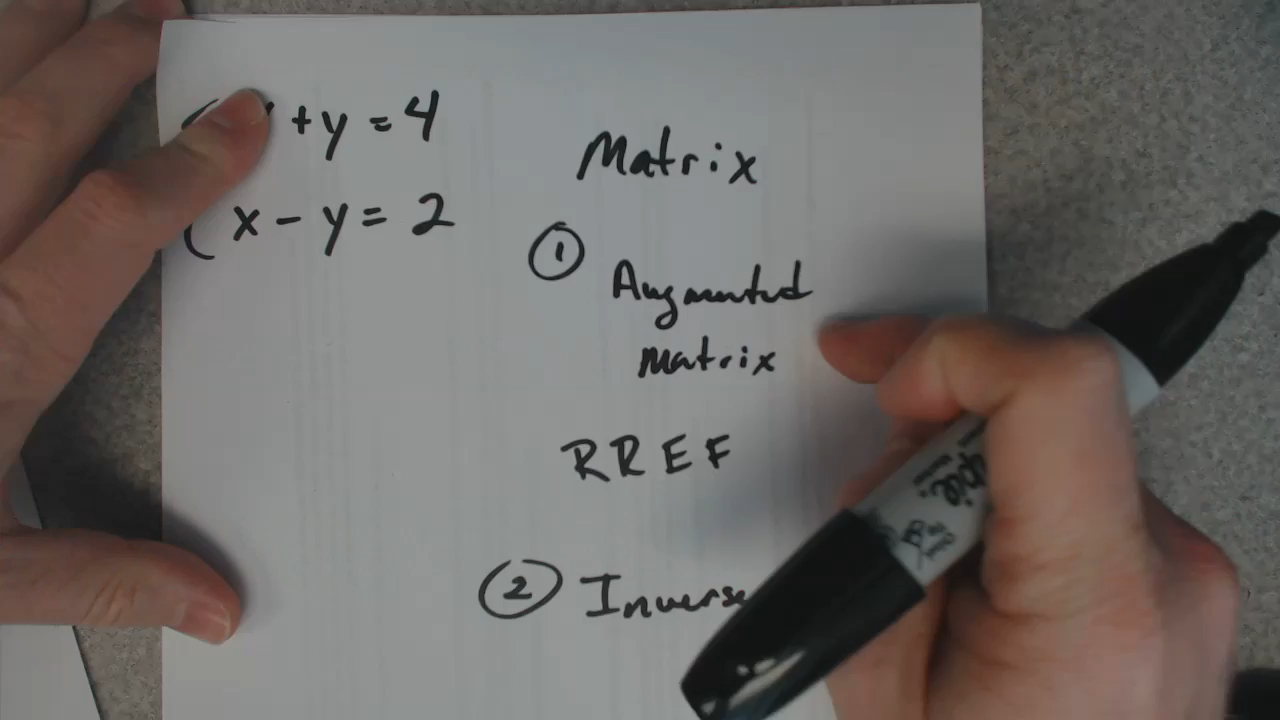 +y = 4
x - y = 2
Matrix
① Augmented
Matrix
RREF
② Inverse